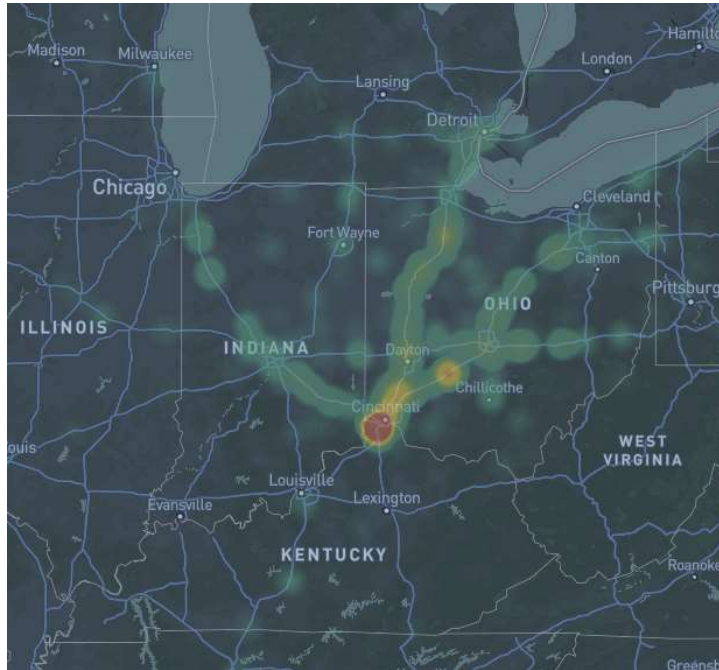 Hamilto
Madison
Milwaukee
London
Lansing
Detroit
Chicago
Cleveland
Fort Wayne
Canton
Pittsburg
OHIO
ILLINOIS
INDIANA
Dayton
Chillicothe
Cincinnati
WEST
VIRGINIA
ouis
Louisville
Evansville
Lexington
KENTUCKY
Roanoke
Greensb